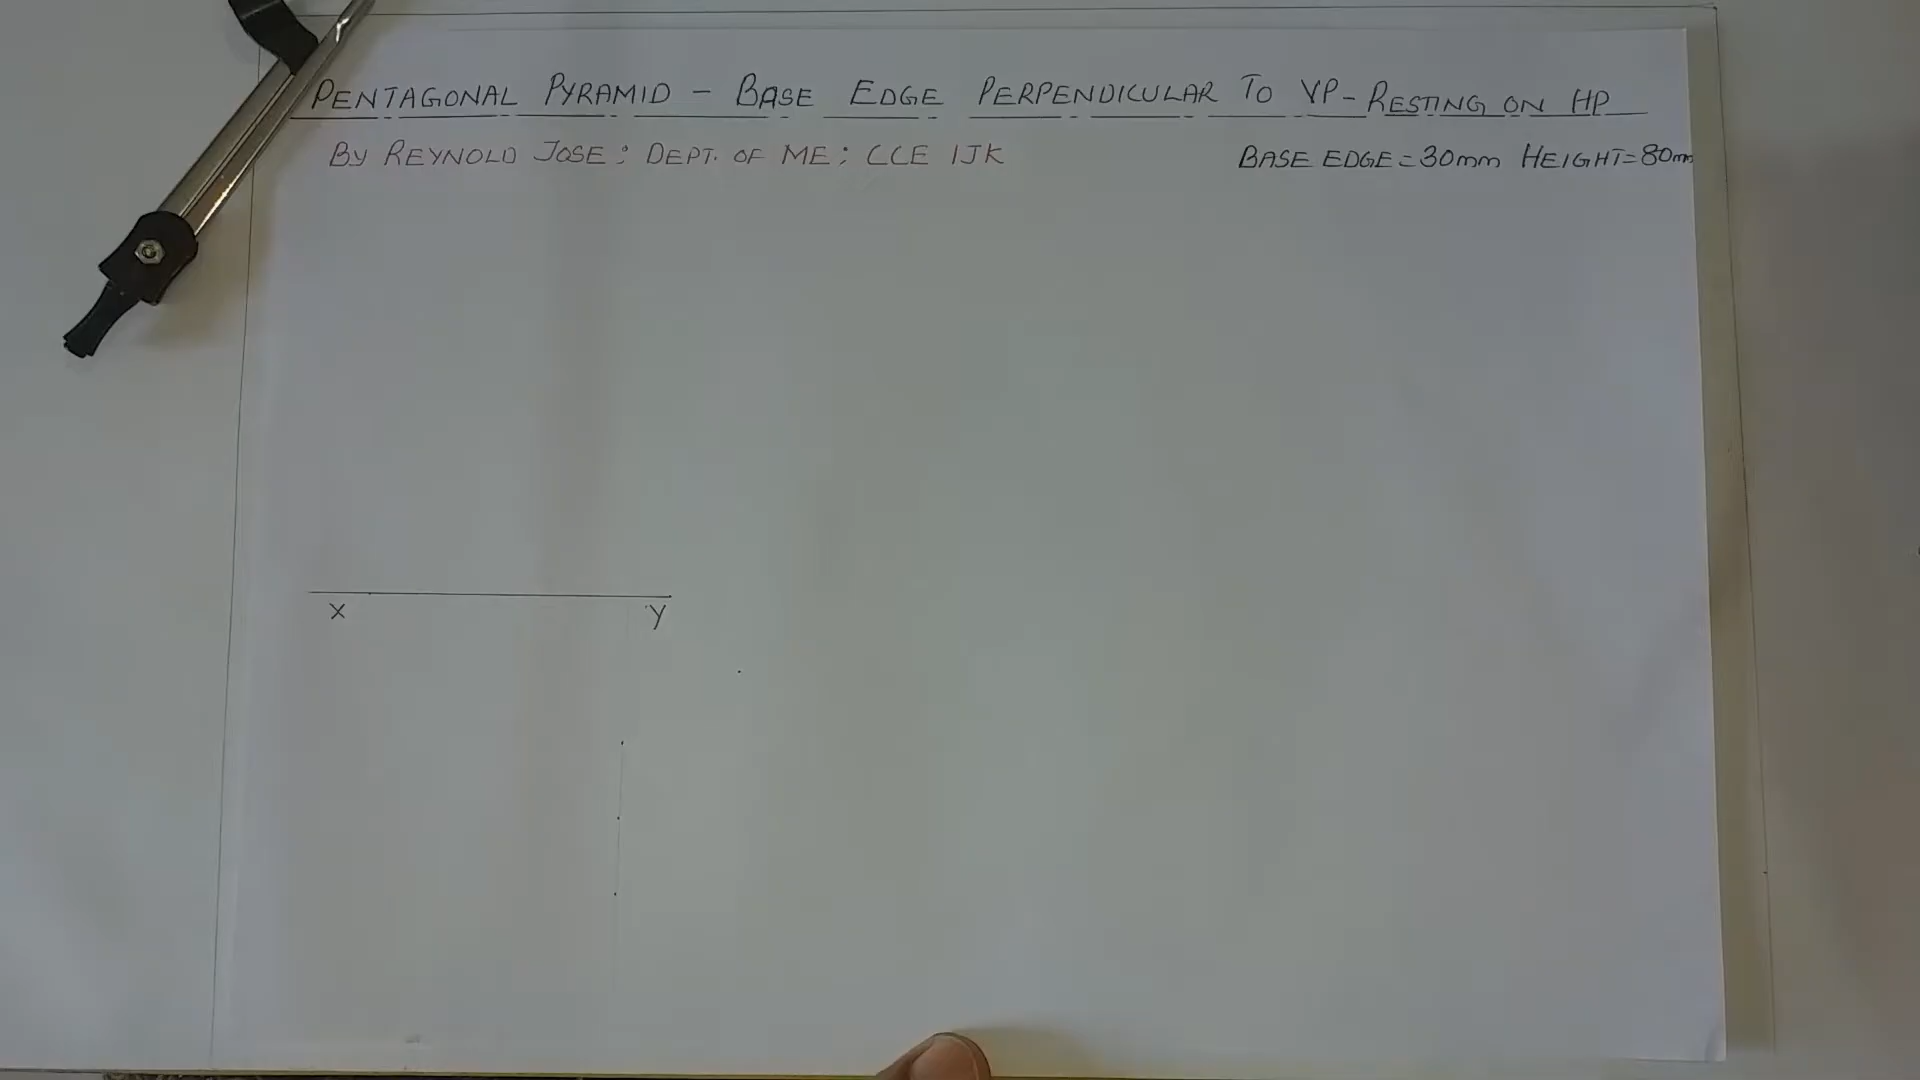 PENTAGONAL PYRAMID - BASE EDGE PERPENDICULAR TO VP - RESTING ON HP
BY REYNOLD JOSE: DEPT. OF ME; CCE IJK
BASE EDGE = 30mm HEIGHT = 80m
X Y